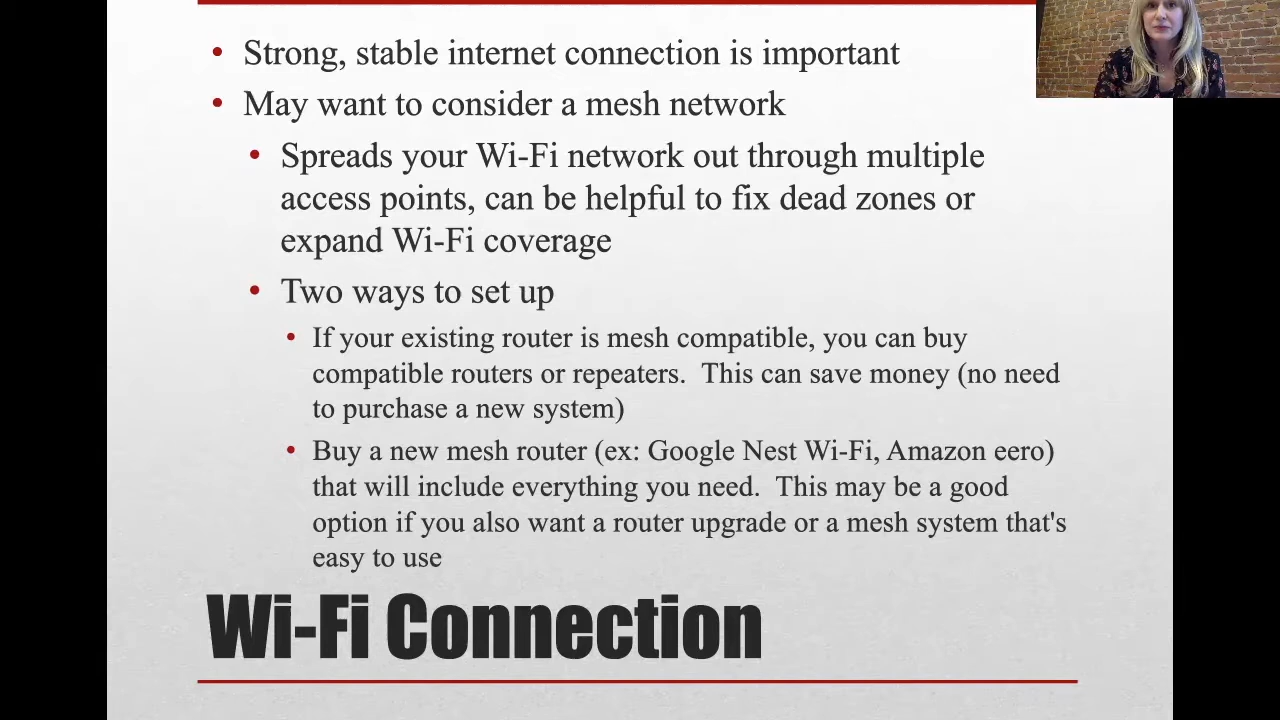 Strong, stable internet connection is important
May want to consider a mesh network
Spreads your Wi-Fi network out through multiple
access points, can be helpful to fix dead zones or
expand Wi-Fi coverage
Two ways to set up
If your existing router is mesh compatible, you can buy
compatible routers or repeaters.  This can save money (no need
to purchase a new system)
Buy a new mesh router (ex: Google Nest Wi-Fi, Amazon eero)
that will include everything you need.  This may be a good
option if you also want a router upgrade or a mesh system that's
easy to use
Wi-Fi Connection